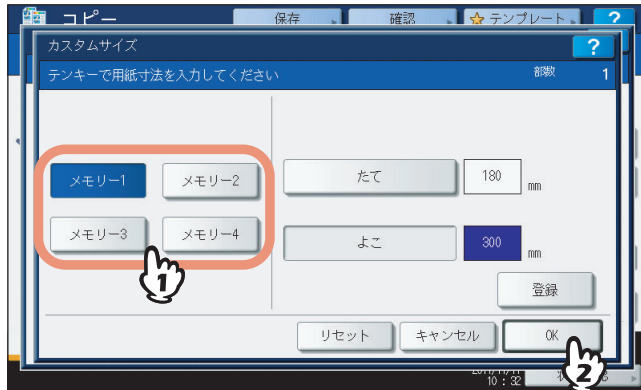 コピー 保存 確認 テンプレート ?
カスタムサイズ ?
テンキーで用紙寸法を入力してください 部数 1
メモリー1 メモリー2 たて 180 mm
メモリー3 メモリー4 よこ 300 mm
1
登録
リセット キャンセル OK
2
10 : 32